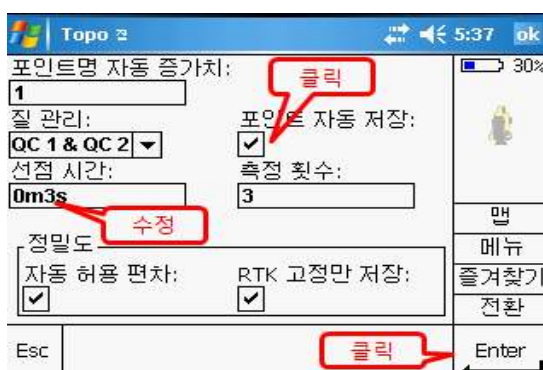 Topo 점 5:37 ok
포인트명 자동 증가치: 30%
1
클릭
질 관리: 포인트 자동 저장:
QC 1 & QC 2
선점 시간: 측정 횟수:
0m3s 3
수정
맵
정밀도 메뉴
자동 허용 편차: RTK 고정만 저장: 즐겨찾기
전환
Esc 클릭 Enter